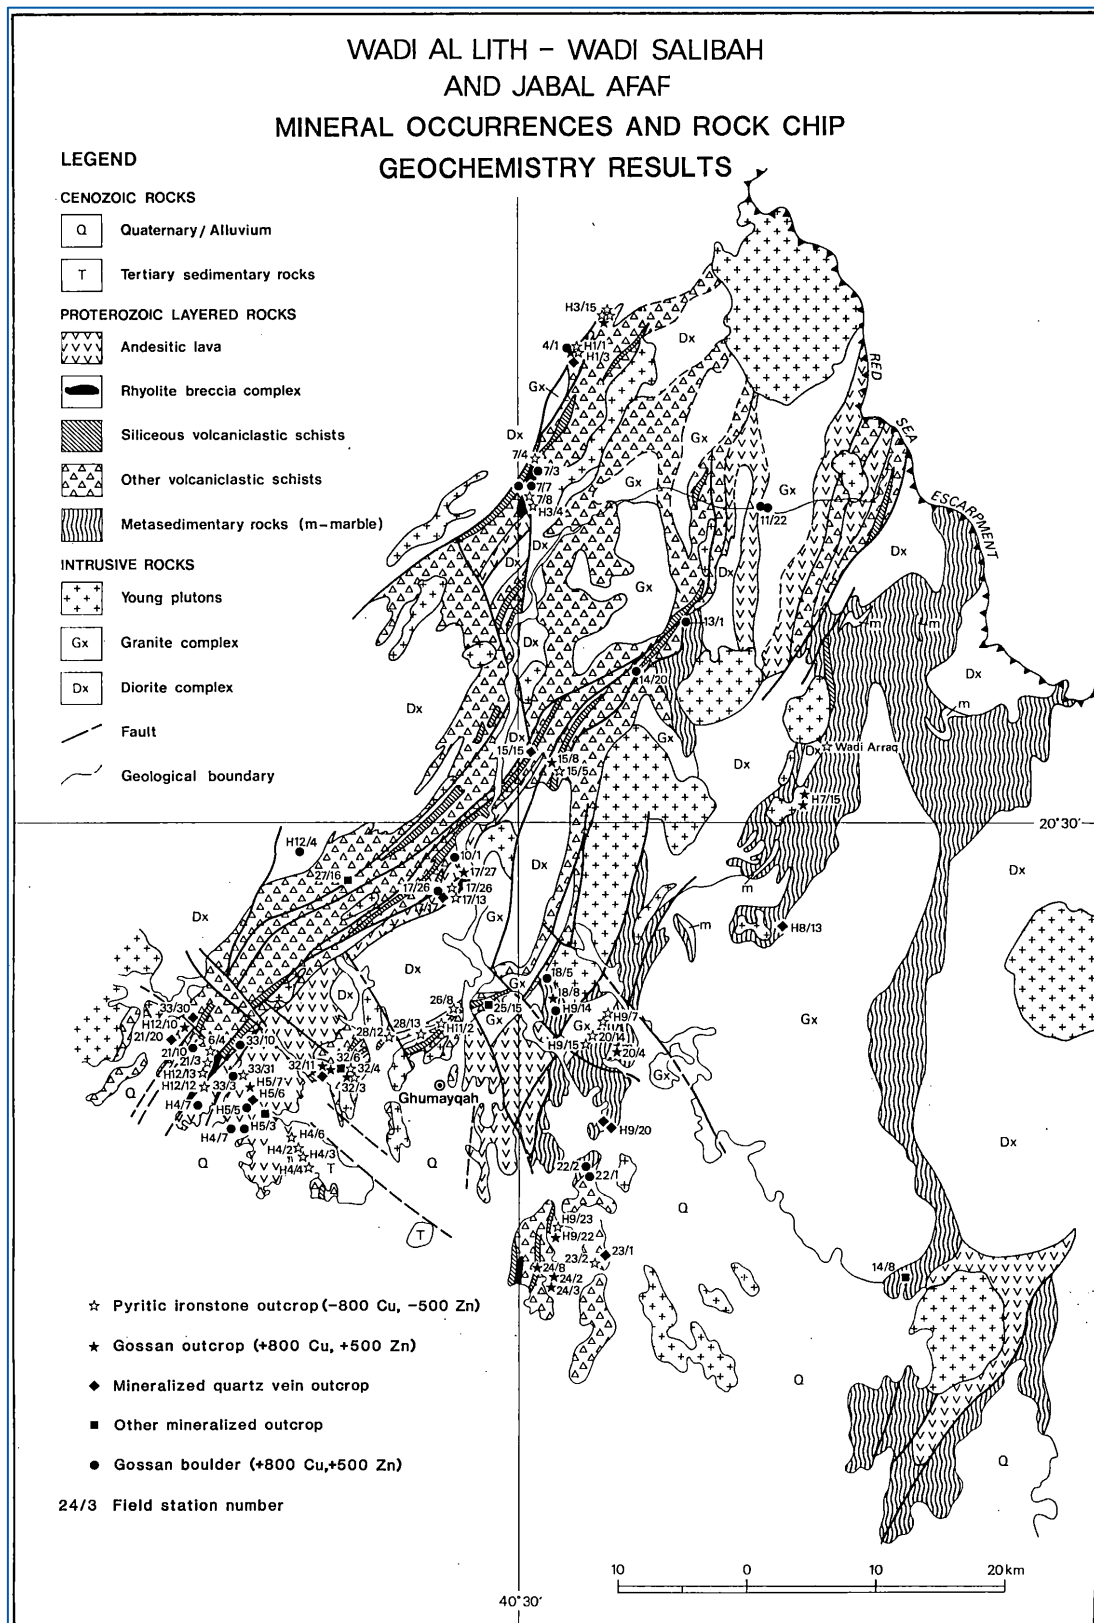 WADI AL LITH – WADI SALIBAH
AND JABAL AFAF
MINERAL OCCURRENCES AND ROCK CHIP
GEOCHEMISTRY RESULTS
LEGEND
CENOZOIC ROCKS
Q Quaternary / Alluvium
T Tertiary sedimentary rocks
PROTEROZOIC LAYERED ROCKS
Andesitic lava
Rhyolite breccia complex
Siliceous volcaniclastic schists
Other volcaniclastic schists
Metasedimentary rocks (m–marble)
INTRUSIVE ROCKS
Young plutons
Gx Granite complex
Dx Diorite complex
Fault
Geological boundary
H3/15
4/1
H1/1
H1/3
Dx
Gx
RED
SEA
ESCARPMENT
Dx
Gx
7/4
7/3
7/7
7/8
H3/4
Gx
Gx
11/22
Dx
Dx
Dx
Dx
Gx
13/1
m
m
Dx
14/20
Dx
Dx
m
Dx
15/15
15/8
15/5
Gx
Dx
Dx
Wadi Arraq
H7/15
20°30'
H12/4
27/16
10/1
17/27
17/26
17/26
17/13
17/7
Dx
Dx
m
Dx
Gx
m
H8/13
Dx
Dx
Gx
18/5
18/8
H9/14
Gx
H9/7
20/14
H9/15
20/4
Gx
Gx
26/8
25/15
Gx
H11/2
28/13
28/12
Dx
33/30
H12/10
21/20
6/4
21/10
21/3
33/10
H12/13
H12/12
33/3
33/31
H5/7
H5/6
32/11
32/6
32/4
32/3
Ghumayqah
Q
H4/7
H5/5
H5/3
H4/7
H4/6
H4/2
H4/3
H4/4
T
Q
Q
T
H9/20
22/2
22/1
Q
Dx
H9/23
H9/22
23/2
23/1
24/8
24/2
24/3
14/8
Q
Q
Pyritic ironstone outcrop (−800 Cu, −500 Zn)
Gossan outcrop (+800 Cu, +500 Zn)
Mineralized quartz vein outcrop
Other mineralized outcrop
Gossan boulder (+800 Cu,+500 Zn)
24/3 Field station number
10 0 10 20 km
40°30'